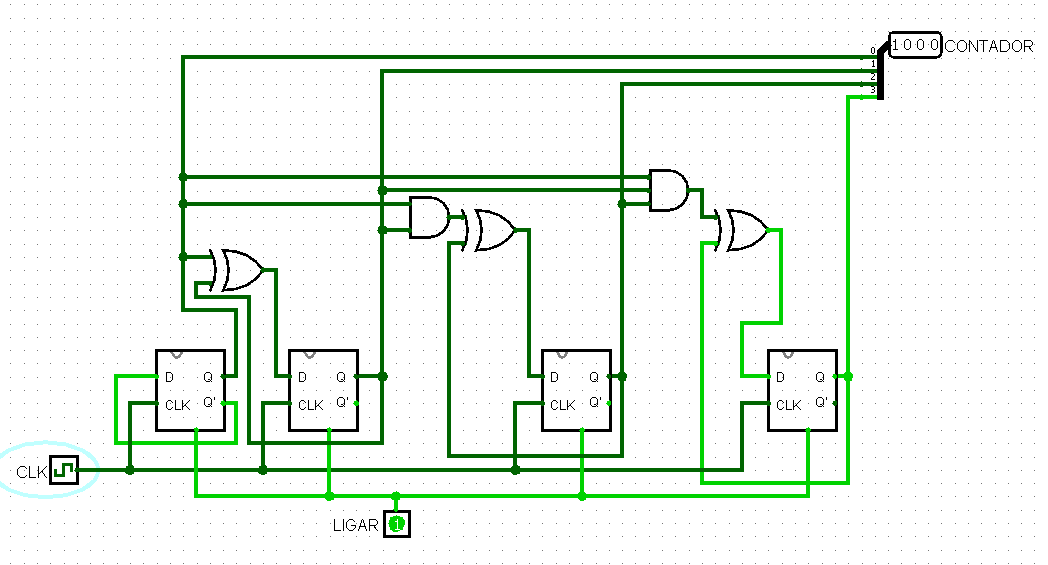 1 0 0 0 CONTADOR
0
1
2
3
D Q
CLK Q'
D Q
CLK Q'
D Q
CLK Q'
D Q
CLK Q'
CLK
LIGAR 1